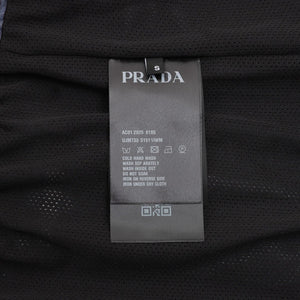 S
PRADA
COLD HAND WASH
WASH SEPARATELY
WASH INSIDE OUT
DO NOT SOAK
IRON ON REVERSE SIDE
IRON UNDER DRY CLOTH